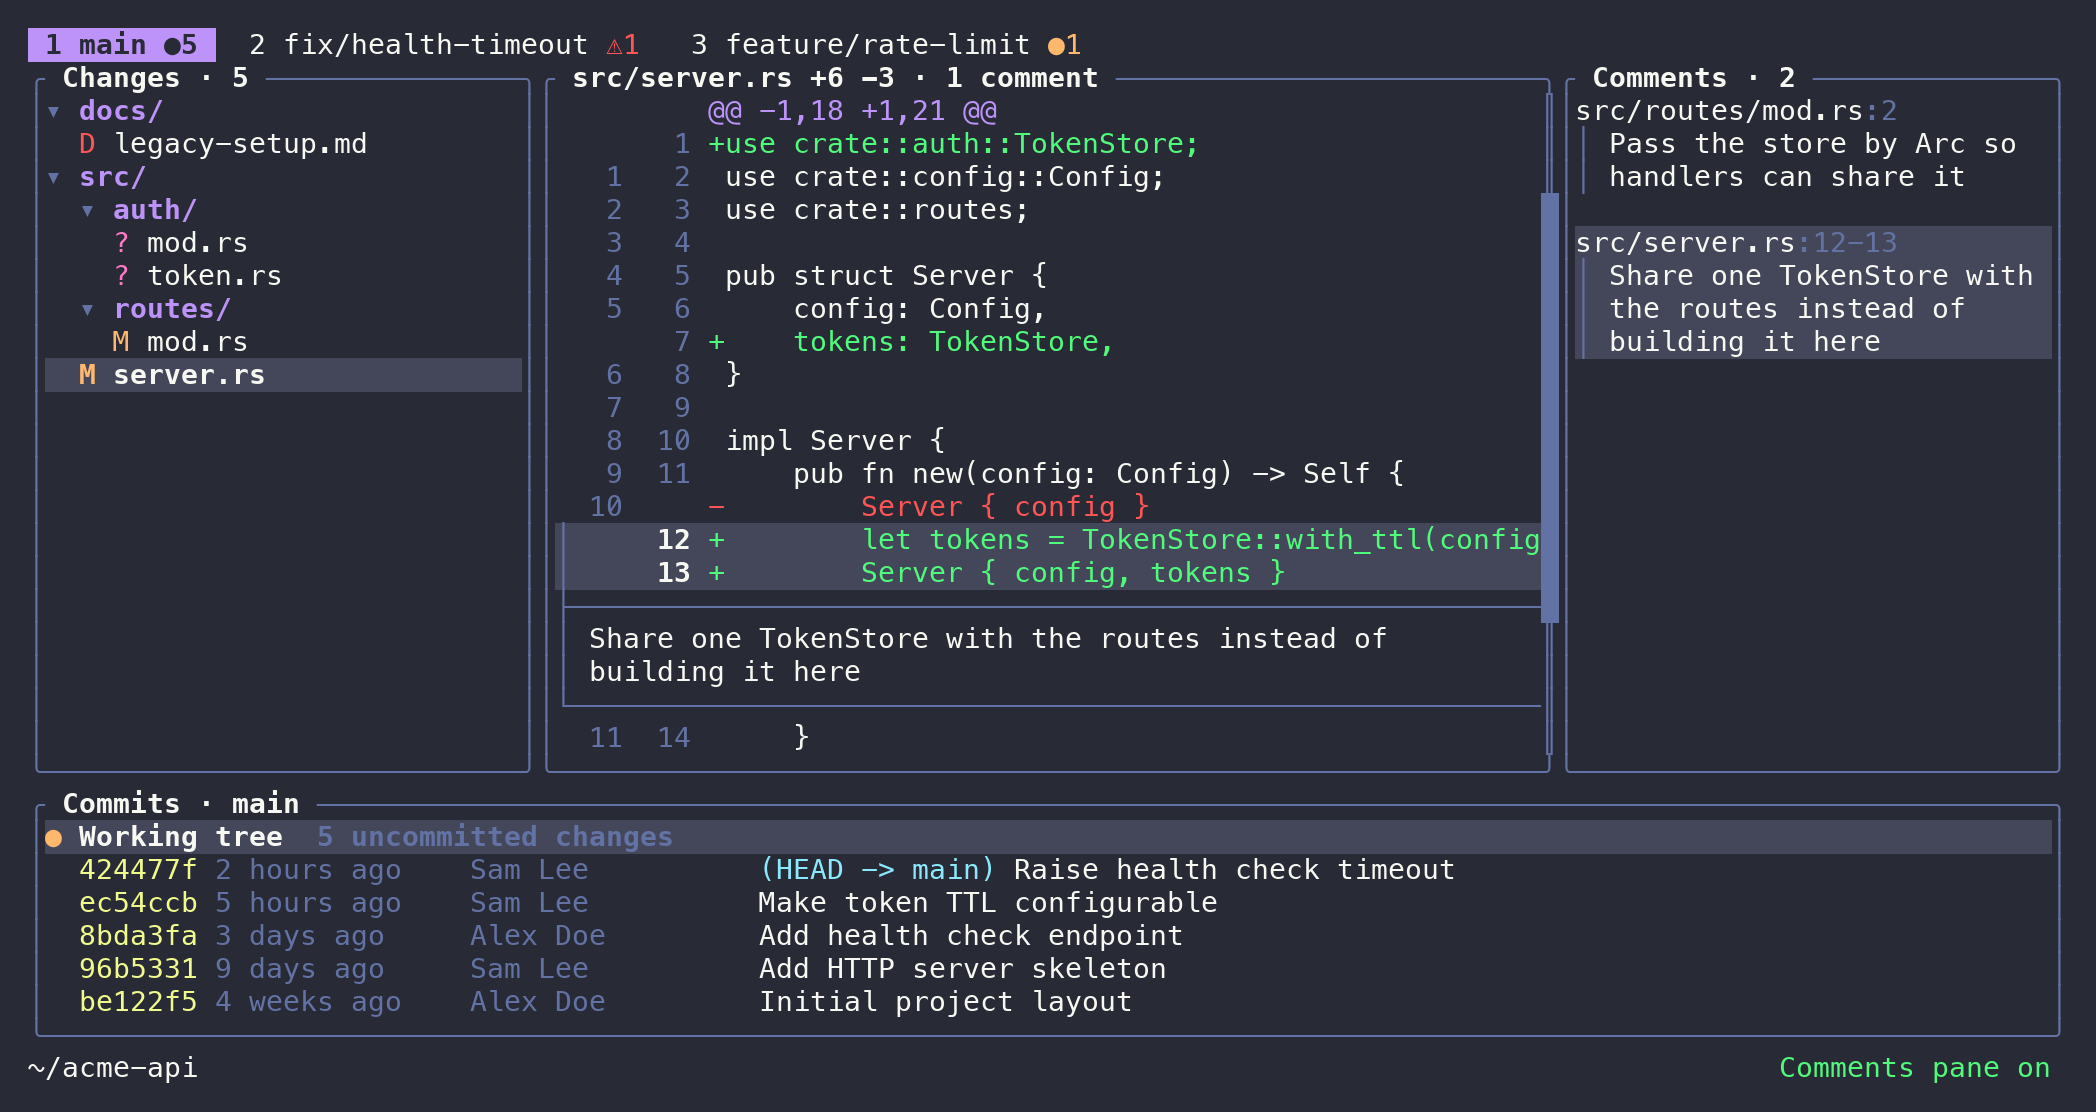 1 main ●5  2 fix/health-timeout ⚠1  3 feature/rate-limit ●1
Changes · 5
▾ docs/
D legacy-setup.md
▾ src/
▾ auth/
? mod.rs
? token.rs
▾ routes/
M mod.rs
M server.rs
src/server.rs +6 -3 · 1 comment
@@ -1,18 +1,21 @@
1 +use crate::auth::TokenStore;
1 2 use crate::config::Config;
2 3 use crate::routes;
3 4
4 5 pub struct Server {
5 6     config: Config,
7 +    tokens: TokenStore,
6 8 }
7 9
8 10 impl Server {
9 11     pub fn new(config: Config) -> Self {
10 -        Server { config }
12 +        let tokens = TokenStore::with_ttl(config
13 +        Server { config, tokens }
Share one TokenStore with the routes instead of
building it here
11 14     }
Comments · 2
src/routes/mod.rs:2
Pass the store by Arc so
handlers can share it
src/server.rs:12-13
Share one TokenStore with
the routes instead of
building it here
Commits · main
● Working tree  5 uncommitted changes
424477f 2 hours ago    Sam Lee    (HEAD -> main) Raise health check timeout
ec54ccb 5 hours ago    Sam Lee    Make token TTL configurable
8bda3fa 3 days ago    Alex Doe    Add health check endpoint
96b5331 9 days ago    Sam Lee    Add HTTP server skeleton
be122f5 4 weeks ago    Alex Doe    Initial project layout
~/acme-api
Comments pane on